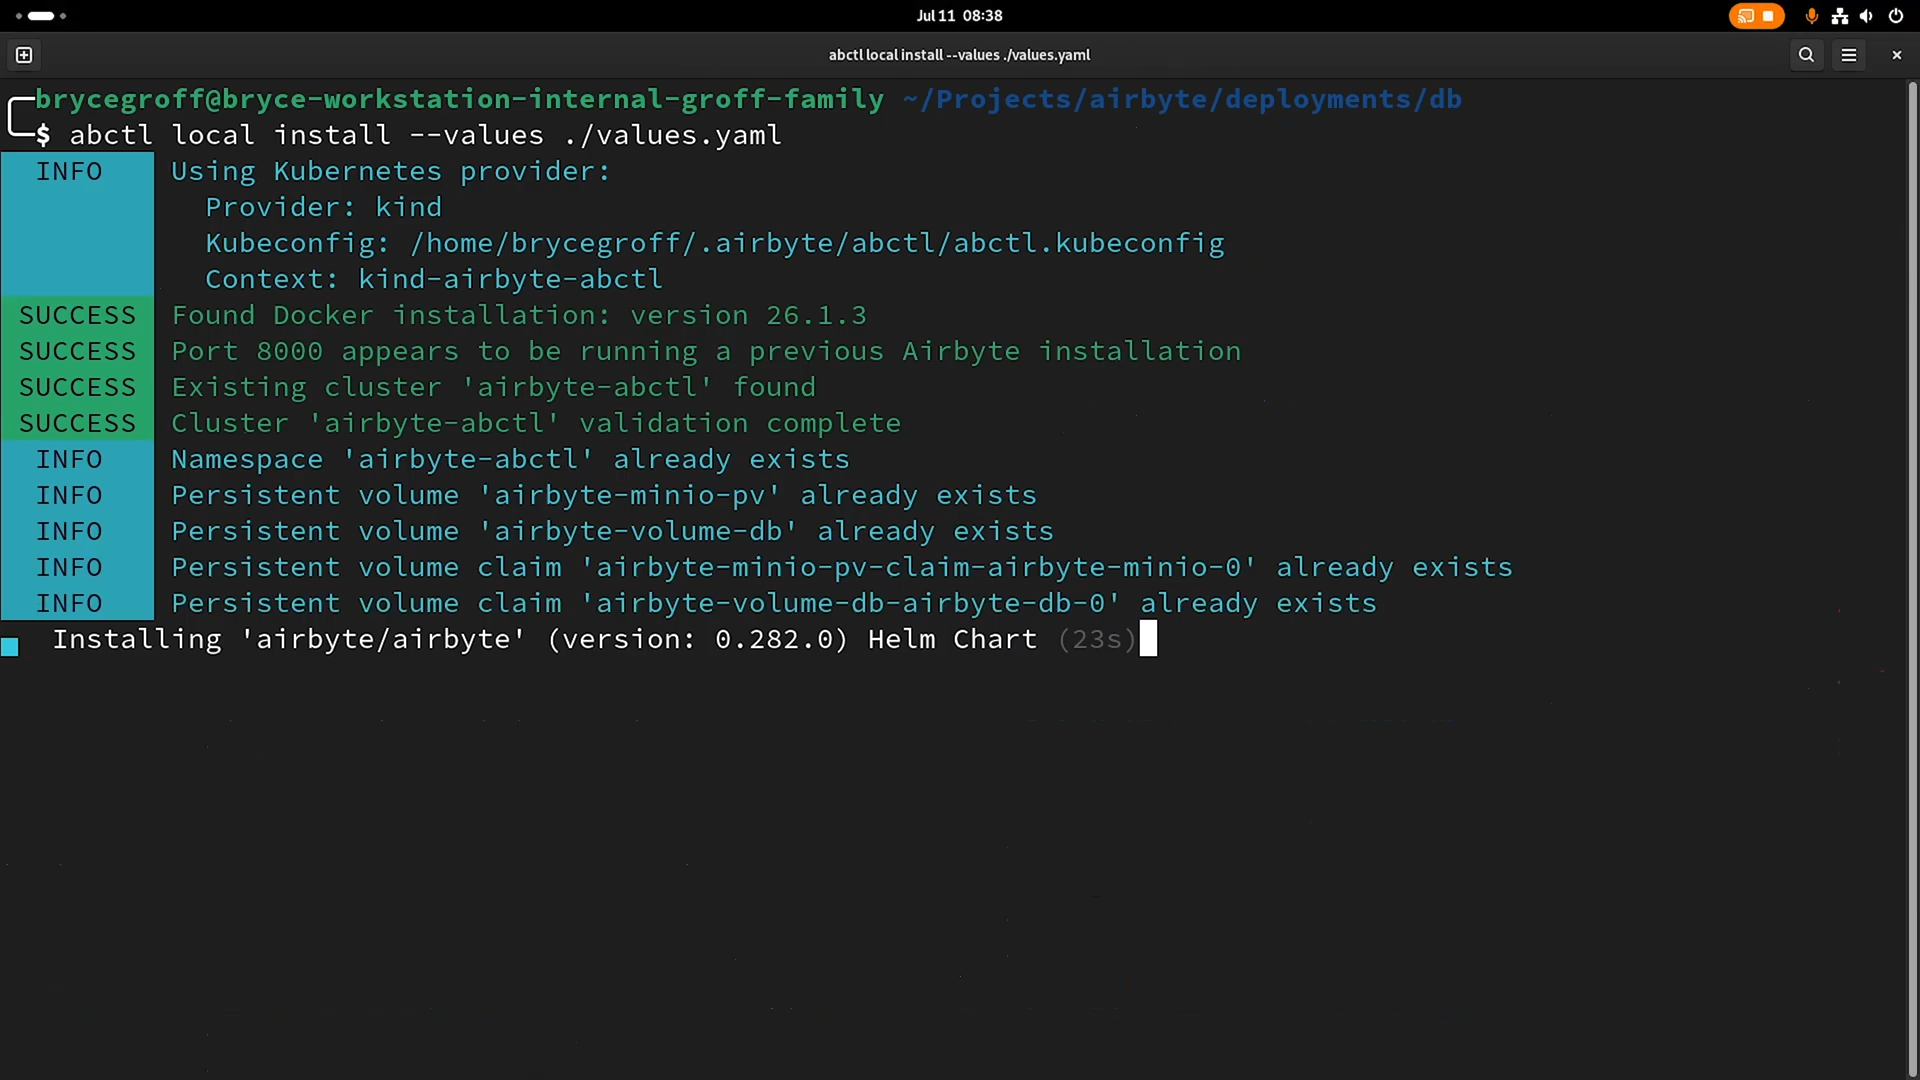 Jul 11 08:38
abctl local install --values ./values.yaml
brycegroff@bryce-workstation-internal-groff-family ~/Projects/airbyte/deployments/db
$ abctl local install --values ./values.yaml
INFO Using Kubernetes provider:
Provider: kind
Kubeconfig: /home/brycegroff/.airbyte/abctl/abctl.kubeconfig
Context: kind-airbyte-abctl
SUCCESS Found Docker installation: version 26.1.3
SUCCESS Port 8000 appears to be running a previous Airbyte installation
SUCCESS Existing cluster 'airbyte-abctl' found
SUCCESS Cluster 'airbyte-abctl' validation complete
INFO Namespace 'airbyte-abctl' already exists
INFO Persistent volume 'airbyte-minio-pv' already exists
INFO Persistent volume 'airbyte-volume-db' already exists
INFO Persistent volume claim 'airbyte-minio-pv-claim-airbyte-minio-0' already exists
INFO Persistent volume claim 'airbyte-volume-db-airbyte-db-0' already exists
Installing 'airbyte/airbyte' (version: 0.282.0) Helm Chart (23s)